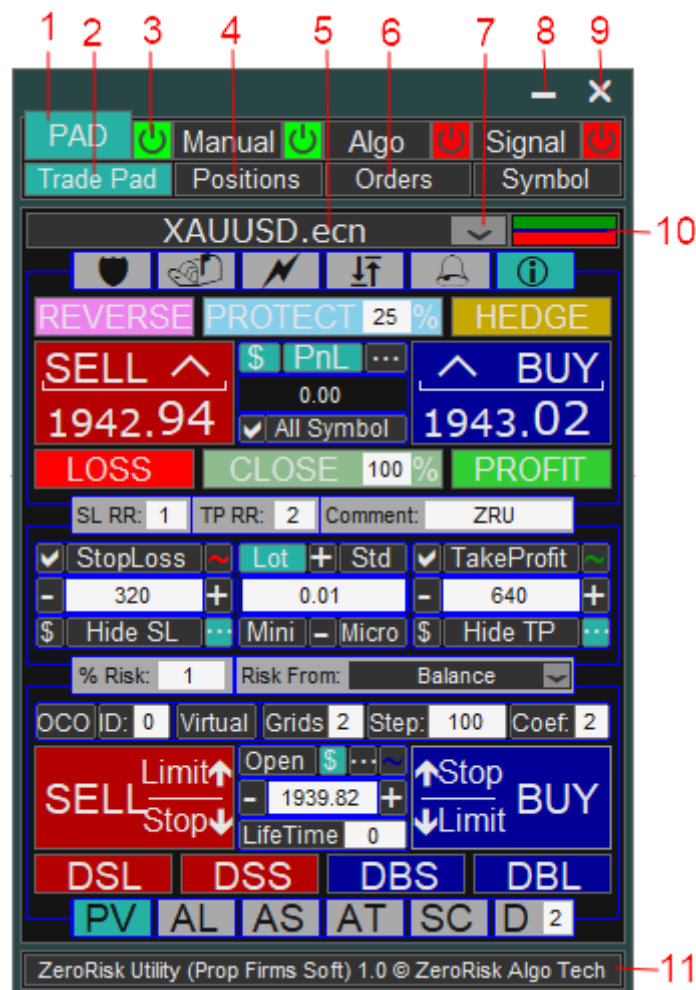 1 2 3 4 5 6 7 8 9
PAD Manual Algo Signal
Trade Pad Positions Orders Symbol
XAUUSD.ecn
10
REVERSE PROTECT 25 % HEDGE
SELL $ PnL ... BUY
0.00
1942.94 All Symbol 1943.02
LOSS CLOSE 100 % PROFIT
SL RR: 1 TP RR: 2 Comment: ZRU
StopLoss ~ Lot + Std TakeProfit ~
- 320 + 0.01 - 640 +
$ Hide SL ... Mini - Micro $ Hide TP ...
% Risk: 1 Risk From: Balance
OCO ID: 0 Virtual Grids 2 Step: 100 Coef: 2
SELL Limit Stop Open $ ... ~ Stop Limit BUY
- 1939.82 +
LifeTime 0
DSL DSS DBS DBL
PV AL AS AT SC D 2
ZeroRisk Utility (Prop Firms Soft) 1.0 © ZeroRisk Algo Tech
11